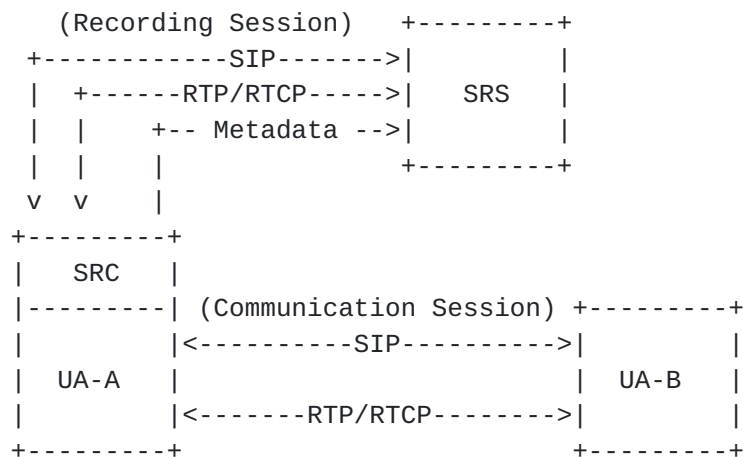 (Recording Session) +---------+
+------------SIP------->| |
| +------RTP/RTCP----->| SRS |
| | +-- Metadata -->| |
| | | +---------+
v v |
+---------+
| SRC |
|---------| (Communication Session) +---------+
| |<----------SIP---------->| |
| UA-A | | UA-B |
| |<-------RTP/RTCP-------->| |
+---------+ +---------+